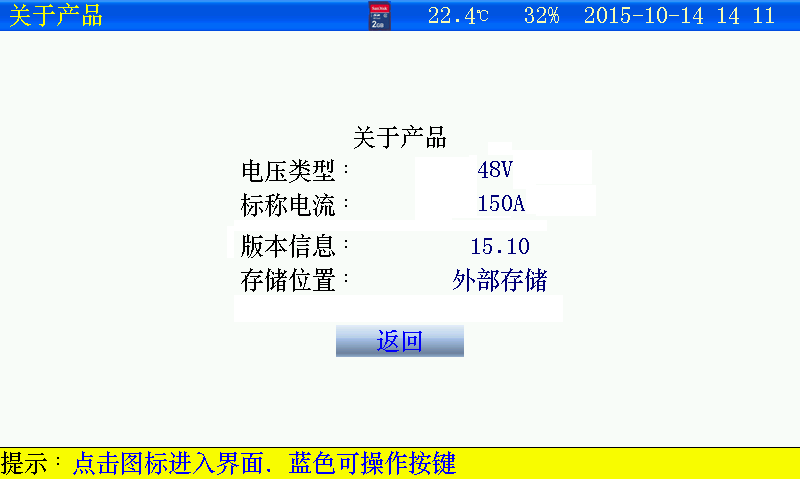 关于产品 SanDisk 2GB 22.4℃ 32% 2015-10-14 14 11
关于产品
电压类型： 48V
标称电流： 150A
版本信息： 15.10
存储位置： 外部存储
返回
提示：点击图标进入界面．蓝色可操作按键